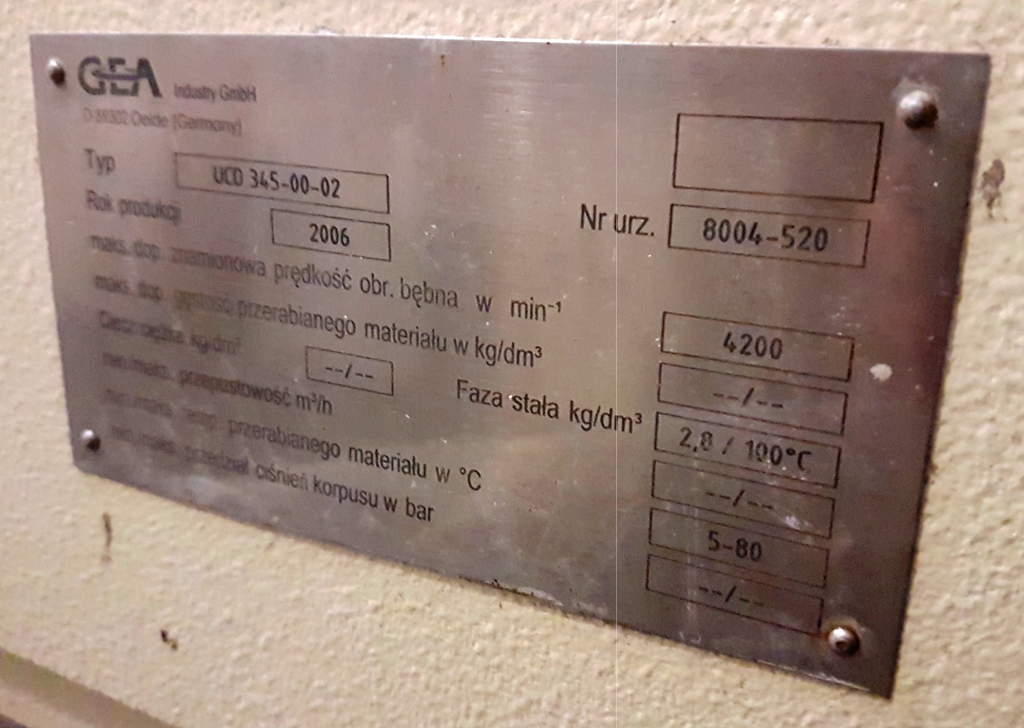 GEA Industry GmbH
D-59302 Oelde (Germany)
Typ UCD 345-00-02
Nr urz. 8004-520
Rok produkcji 2006
maks. dop. znamionowa prędkość obr. bębna w min⁻¹ 4200
maks. dop. gęstość przerabianego materiału w kg/dm³ --/--
Ciecz ciężka kg/dm³ --/-- Faza stała kg/dm³ 2,8 / 100°C
min./maks. przepustowość m³/h --/--
min./maks. temp. przerabianego materiału w °C 5-80
min./maks. przedział ciśnień korpusu w bar --/--